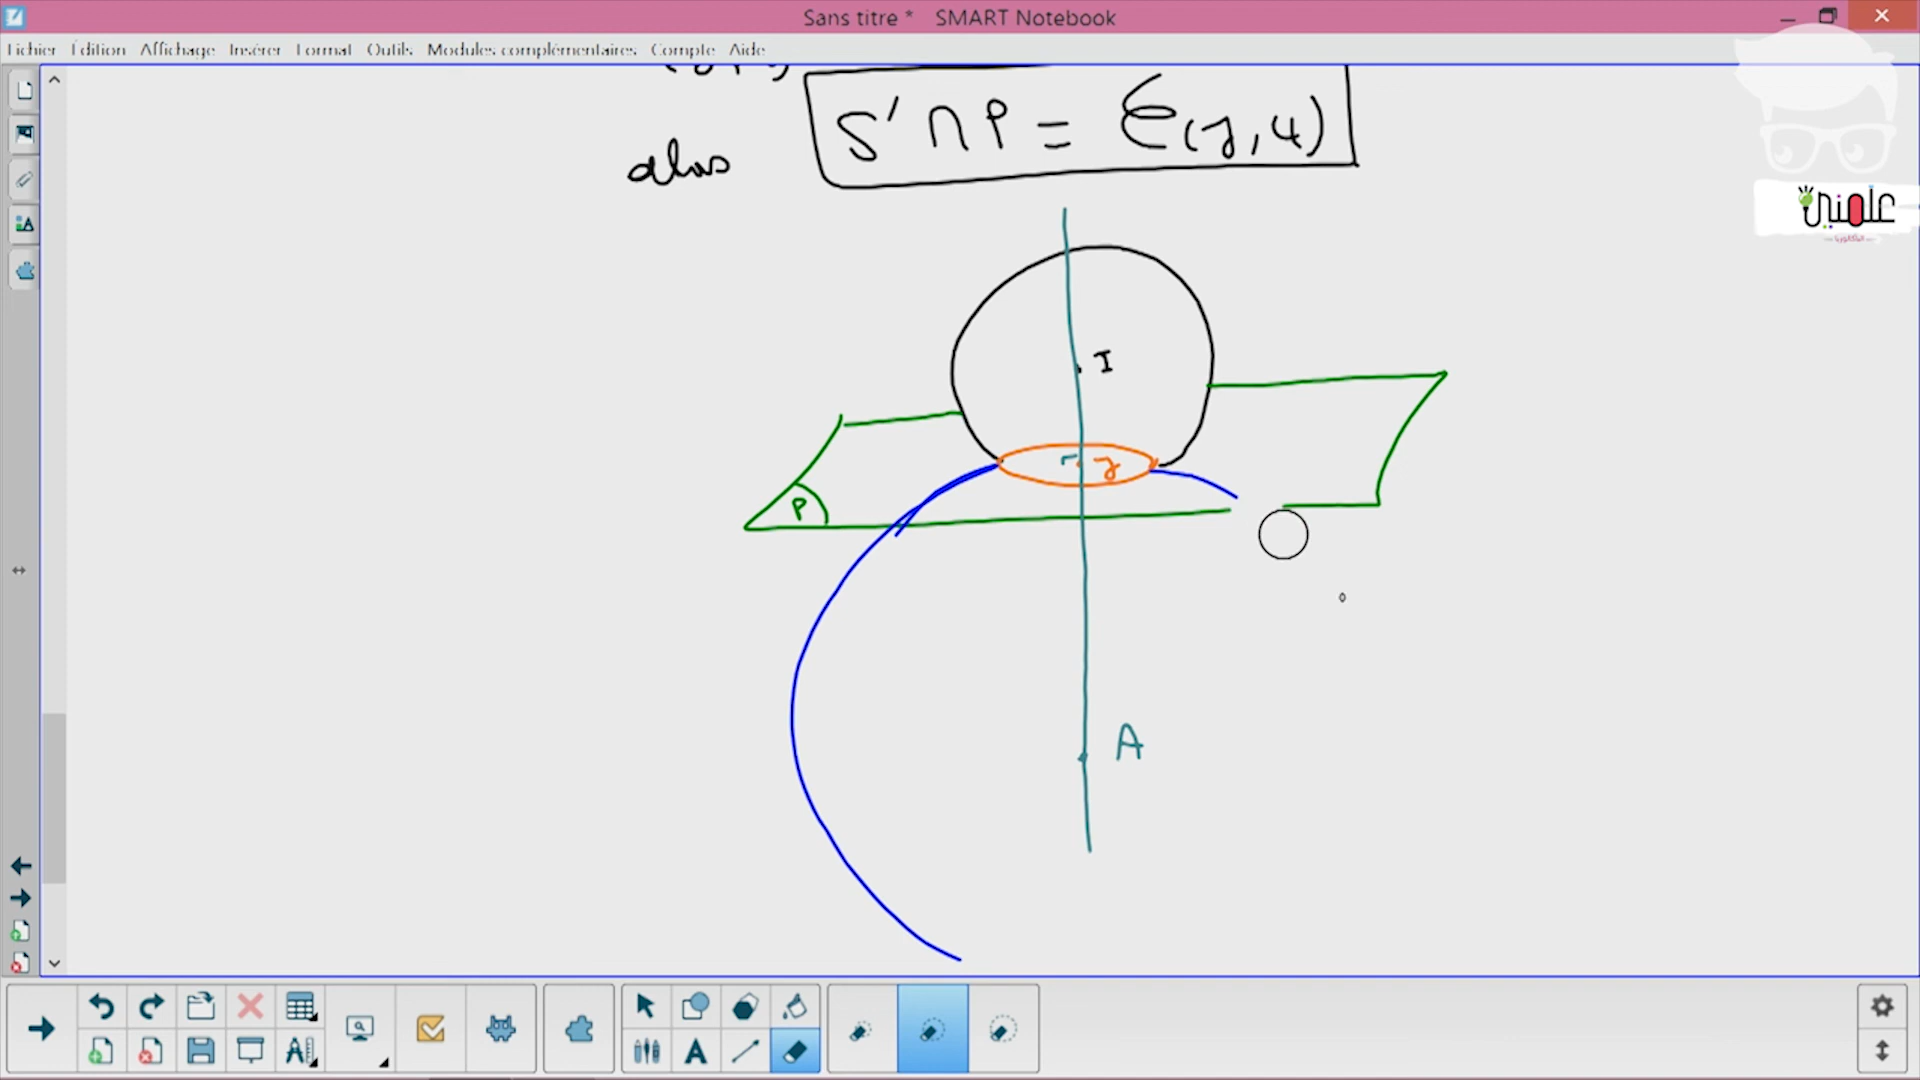 Sans titre * SMART Notebook
Fichier Édition Affichage Insérer Format Outils Modules complémentaires Compte Aide
S' ∩ P = C(J, 4)
alors
علمني
I
J
P
A